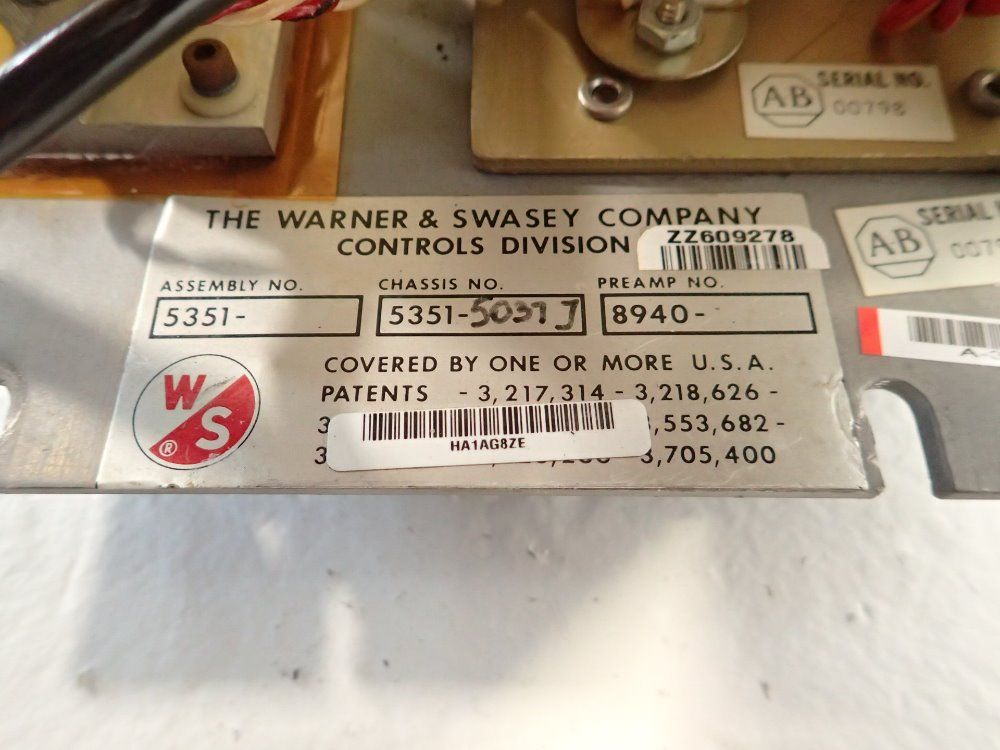 AB SERIAL NO.
00798
AB SERIAL
THE WARNER & SWASEY COMPANY
CONTROLS DIVISION
ZZ609278
ASSEMBLY NO. CHASSIS NO. PREAMP NO.
5351- 5351-5037J 8940-
COVERED BY ONE OR MORE U.S.A.
PATENTS - 3,217,314 - 3,218,626 -
553,682 -
3,705,400
HA1AG8ZE
W S ®